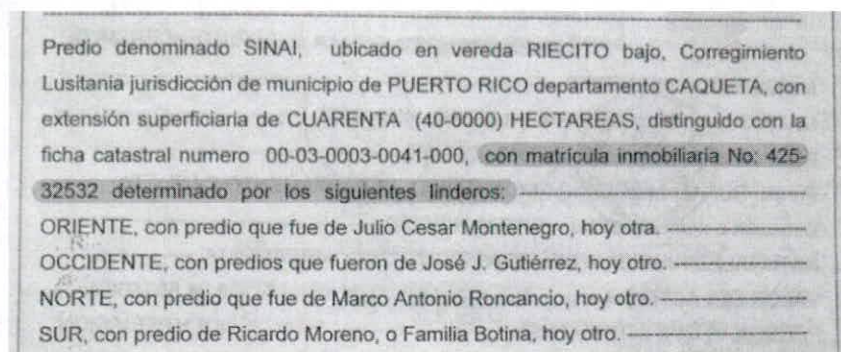 Predio denominado SINAI, ubicado en vereda RIECITO bajo, Corregimiento
Lusitania jurisdicción de municipio de PUERTO RICO departamento CAQUETA, con
extensión superficiaria de CUARENTA (40-0000) HECTAREAS, distinguido con la
ficha catastral numero 00-03-0003-0041-000, con matrícula inmobiliaria No: 425-
32532 determinado por los siguientes linderos:
ORIENTE, con predio que fue de Julio Cesar Montenegro, hoy otra.
OCCIDENTE, con predios que fueron de José J. Gutiérrez, hoy otro.
NORTE, con predio que fue de Marco Antonio Roncancio, hoy otro.
SUR, con predio de Ricardo Moreno, o Familia Botina, hoy otro.